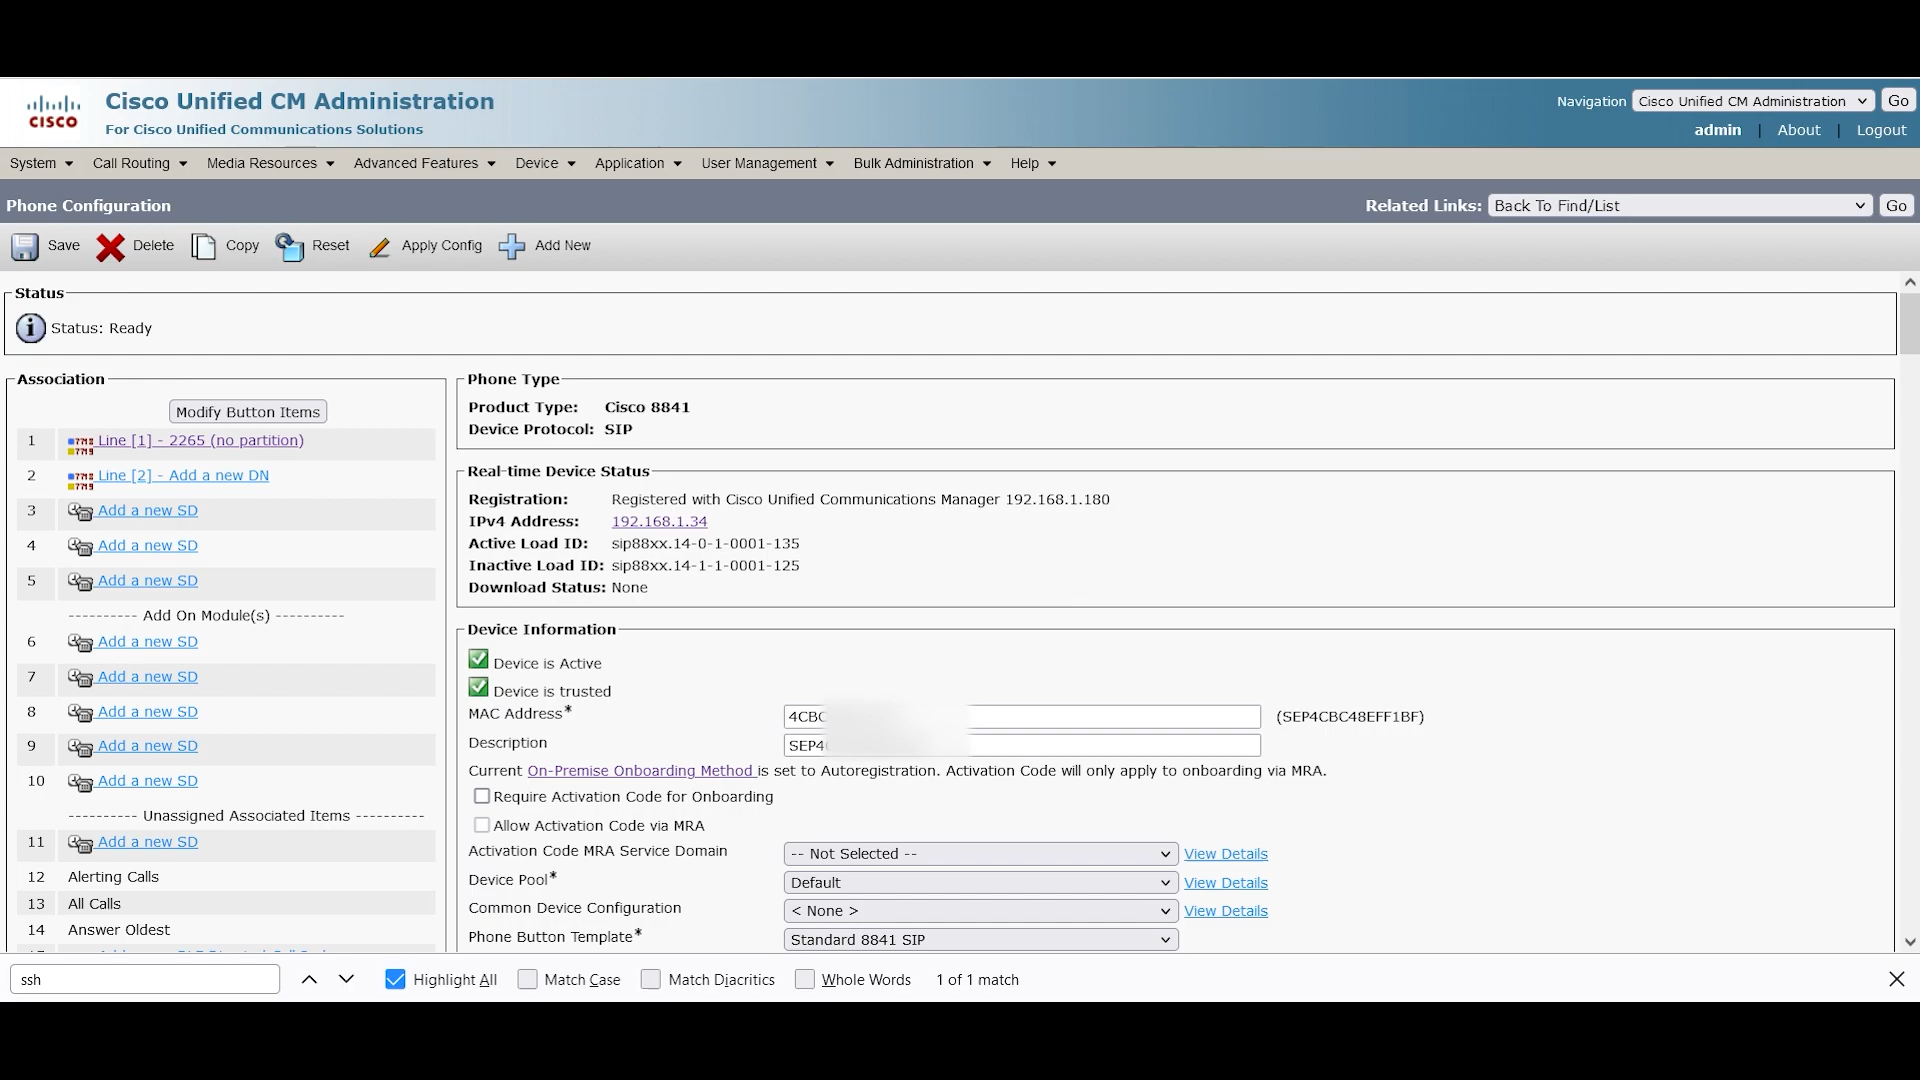 Cisco Unified CM Administration
For Cisco Unified Communications Solutions
CISCO
Navigation Cisco Unified CM Administration Go
admin | About | Logout
System Call Routing Media Resources Advanced Features Device Application User Management Bulk Administration Help
Phone Configuration
Related Links: Back To Find/List Go
Save Delete Copy Reset Apply Config Add New
Status
Status: Ready
Association
Modify Button Items
1 Line [1] - 2265 (no partition)
2 Line [2] - Add a new DN
3 Add a new SD
4 Add a new SD
5 Add a new SD
---------- Add On Module(s) ----------
6 Add a new SD
7 Add a new SD
8 Add a new SD
9 Add a new SD
10 Add a new SD
---------- Unassigned Associated Items ----------
11 Add a new SD
12 Alerting Calls
13 All Calls
14 Answer Oldest
Phone Type
Product Type: Cisco 8841
Device Protocol: SIP
Real-time Device Status
Registration: Registered with Cisco Unified Communications Manager 192.168.1.180
IPv4 Address: 192.168.1.34
Active Load ID: sip88xx.14-0-1-0001-135
Inactive Load ID: sip88xx.14-1-1-0001-125
Download Status: None
Device Information
Device is Active
Device is trusted
MAC Address* 4CBC (SEP4CBC48EFF1BF)
Description SEP4
Current On-Premise Onboarding Method is set to Autoregistration. Activation Code will only apply to onboarding via MRA.
Require Activation Code for Onboarding
Allow Activation Code via MRA
Activation Code MRA Service Domain -- Not Selected -- View Details
Device Pool* Default View Details
Common Device Configuration < None > View Details
Phone Button Template* Standard 8841 SIP
ssh Highlight All Match Case Match Diacritics Whole Words 1 of 1 match